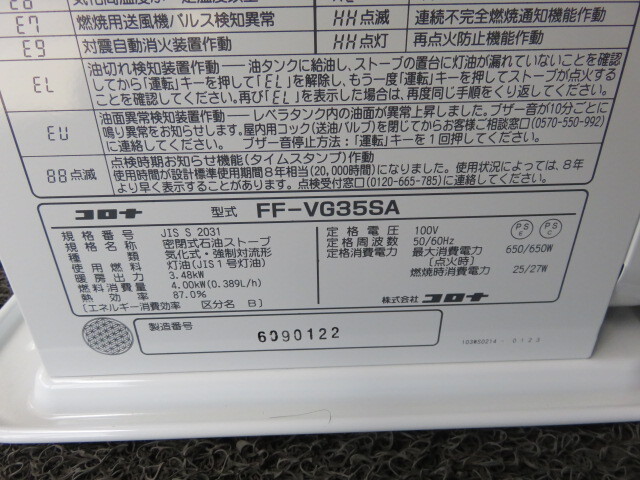 E7 燃焼用送風機パルス検知異常 HH点滅 連続不完全燃焼通知機能作動
E9 対震自動消火装置作動 HH点灯 再点火防止機能作動
EL 油切れ検知装置作動 ― 油タンクに給油し、ストーブの置台に灯油が漏れていないことを確認
してから「運転」キーを押して「EL」を解除し、もう一度「運転」キーを押してストーブが点火する
ことを確認してください。再び「EL」を表示した場合は、再度同じ手順をくり返してください。
EU 油面異常検知装置作動 ― レベラタンク内の油面が異常上昇しました。ブザー音が10分ごとに
鳴り異常をお知らせします。屋内用コック(送油バルブ)を閉じてからお客様ご相談窓口(0570-550-992)
に連絡してください。 ブザー音停止方法:「運転」キーを1回押してください。
88点滅 点検時期お知らせ機能(タイムスタンプ)作動
使用時間が設計標準使用期間8年相当(20,000時間)になりました。使用状況によっては、8年
より早く表示することがあります。点検受付窓口(0120-665-785)に連絡してください。
コロナ 型式 FF-VG35SA
規格番号 JIS S 2031
規格名称 密閉式石油ストーブ
種類 気化式・強制対流形
使用燃料 灯油(JIS1号灯油)
暖房出力 3.48kW
燃料消費量 4.00kW(0.389L/h)
熱効率 87.0%
[エネルギー消費効率 区分名 B]
定格電圧 100V
定格周波数 50/60Hz
定格消費電力 最大消費電力 650/650W
[点火時]
燃焼時消費電力 25/27W
PS E
PS C
株式会社 コロナ
製造番号 6090122
103W00214-0123